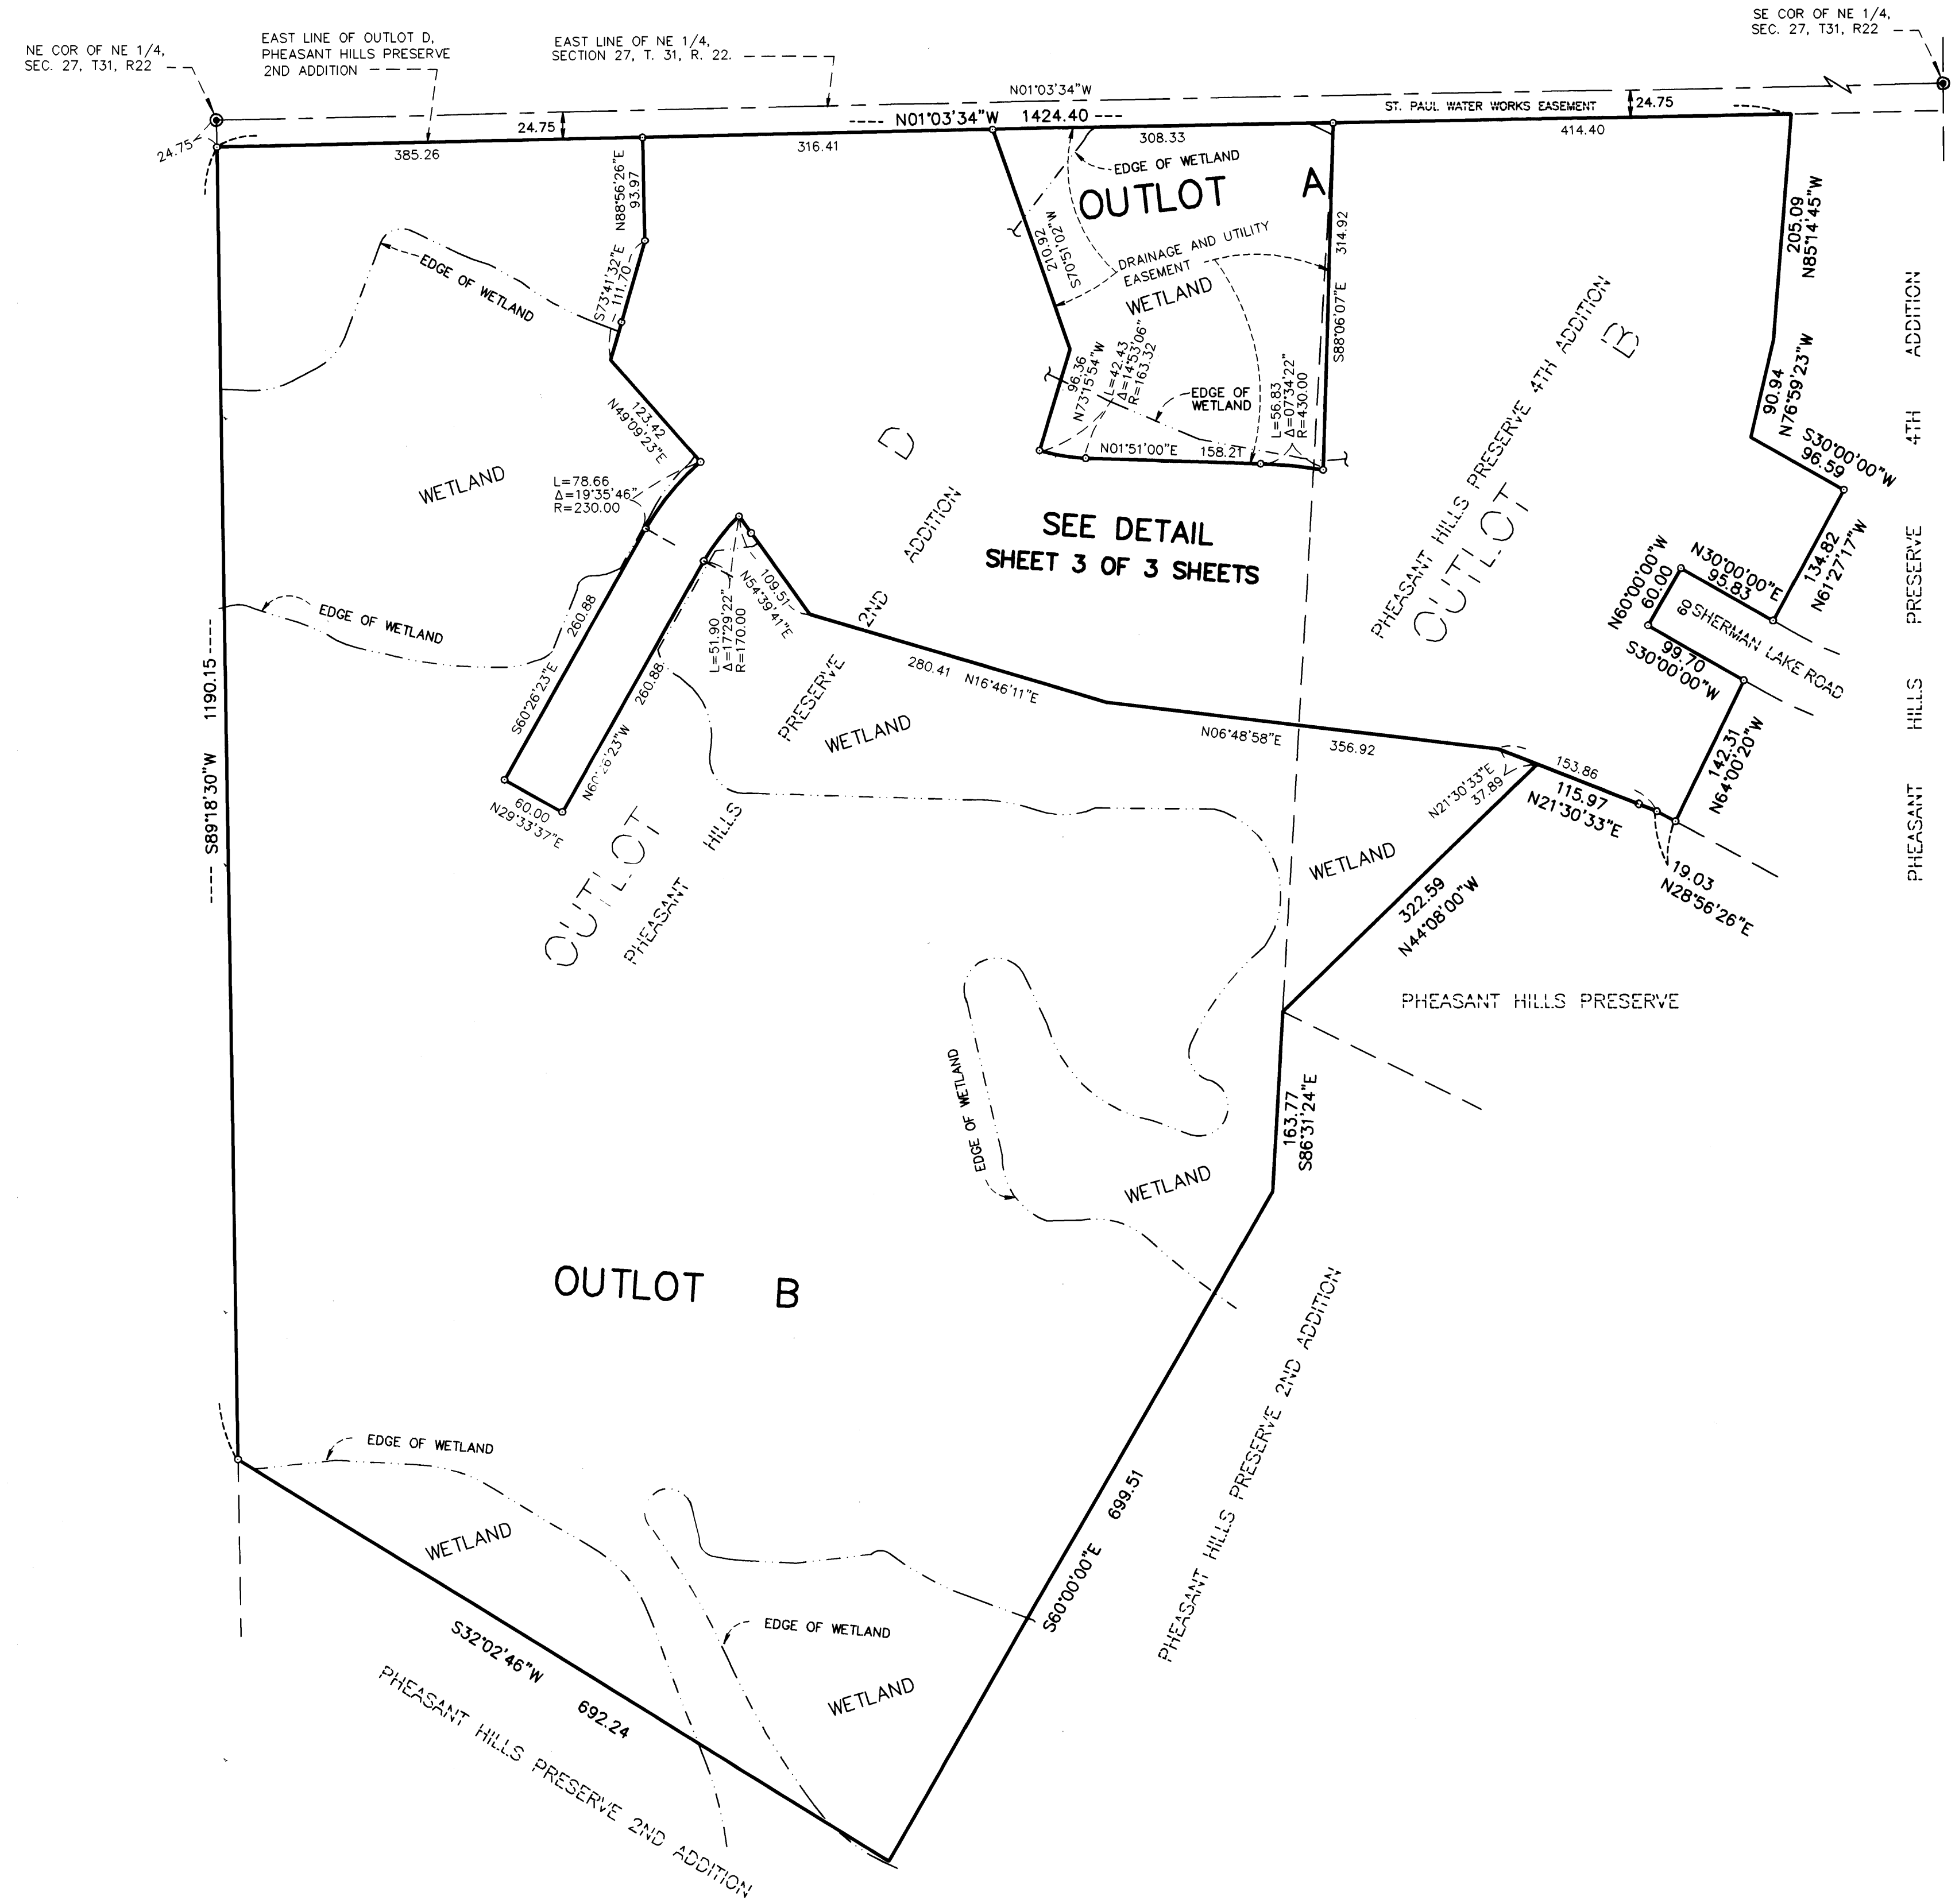 NE COR OF NE 1/4,
SEC. 27, T31, R22
EAST LINE OF OUTLOT D,
PHEASANT HILLS PRESERVE
2ND ADDITION
EAST LINE OF NE 1/4,
SECTION 27, T. 31, R. 22.
SE COR OF NE 1/4,
SEC. 27, T31, R22
N01°03'34"W
24.75
24.75
N01°03'34"W 1424.40
ST. PAUL WATER WORKS EASEMENT
24.75
385.26
316.41
308.33
414.40
N88°56'26"E
93.97
S73°41'32"E
111.70
EDGE OF WETLAND
N49°09'23"E
123.42
WETLAND
L=78.66
Δ=19°35'46"
R=230.00
EDGE OF WETLAND
S60°26'23"E
260.88
60.00
N29°33'37"E
N60°26'23"W
260.88
L=51.90
Δ=17°29'22"
R=170.00
109.51
N54°39'41"E
EDGE OF WETLAND
OUTLOT A
210.92
S70°51'02"W
DRAINAGE AND UTILITY
EASEMENT
WETLAND
314.92
S88°06'07"E
96.36
N73°15'54"W
L=42.43
Δ=14°53'06"
R=163.32
EDGE OF
WETLAND
L=56.83
Δ=07°34'22"
R=430.00
N01°51'00"E 158.21
SEE DETAIL
SHEET 3 OF 3 SHEETS
OUTLOT D
PHEASANT HILLS PRESERVE 2ND ADDITION
PHEASANT HILLS PRESERVE 4TH ADDITION
OUTLOT B
205.09
N85°14'45"W
90.94
N76°59'23"W
S30°00'00"W
96.59
134.82
N61°27'17"W
N30°00'00"E
95.83
N60°00'00"W
60.00
60
SHERMAN LAKE ROAD
99.70
S30°00'00"W
142.31
N64°00'20"W
PHEASANT HILLS PRESERVE 4TH ADDITION
280.41 N16°46'11"E
WETLAND
N06°48'58"E 356.92
N21°30'33"E
37.89
153.86
115.97
N21°30'33"E
19.03
N28°56'26"E
WETLAND
322.59
N44°08'00"W
PHEASANT HILLS PRESERVE
S89°18'30"W 1190.15
163.77
S86°31'24"E
EDGE OF WETLAND
WETLAND
OUTLOT B
PHEASANT HILLS PRESERVE 2ND ADDITION
S60°00'00"E 699.51
EDGE OF WETLAND
WETLAND
EDGE OF WETLAND
WETLAND
S32°02'46"W 692.24
PHEASANT HILLS PRESERVE 2ND ADDITION